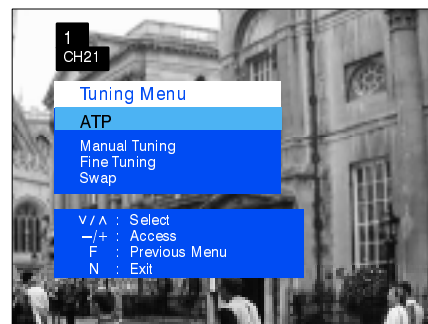 1
CH21
Tuning Menu
ATP
Manual Tuning
Fine Tuning
Swap
∨/∧ : Select
−/+ : Access
F : Previous Menu
N : Exit